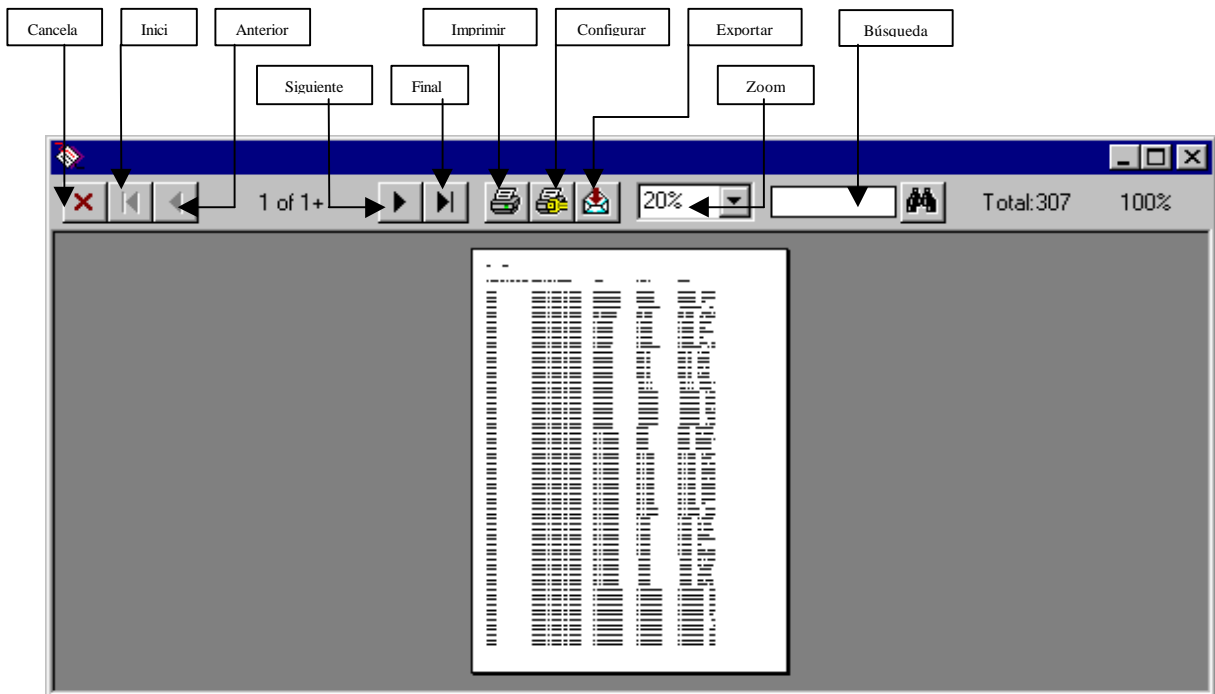 Cancela Inici Anterior Imprimir Configurar Exportar Búsqueda
Siguiente Final Zoom
1 of 1+ 20% Total:307 100%